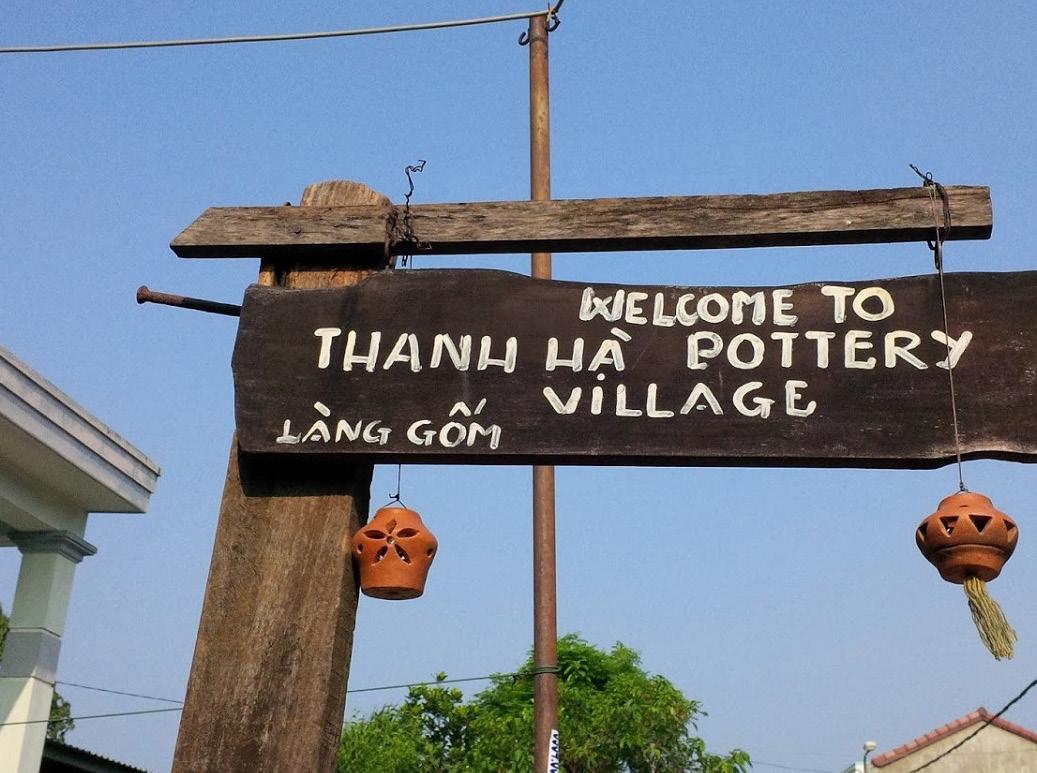 WELCOME TO
THANH HÀ POTTERY
VILLAGE
LÀNG GỐM